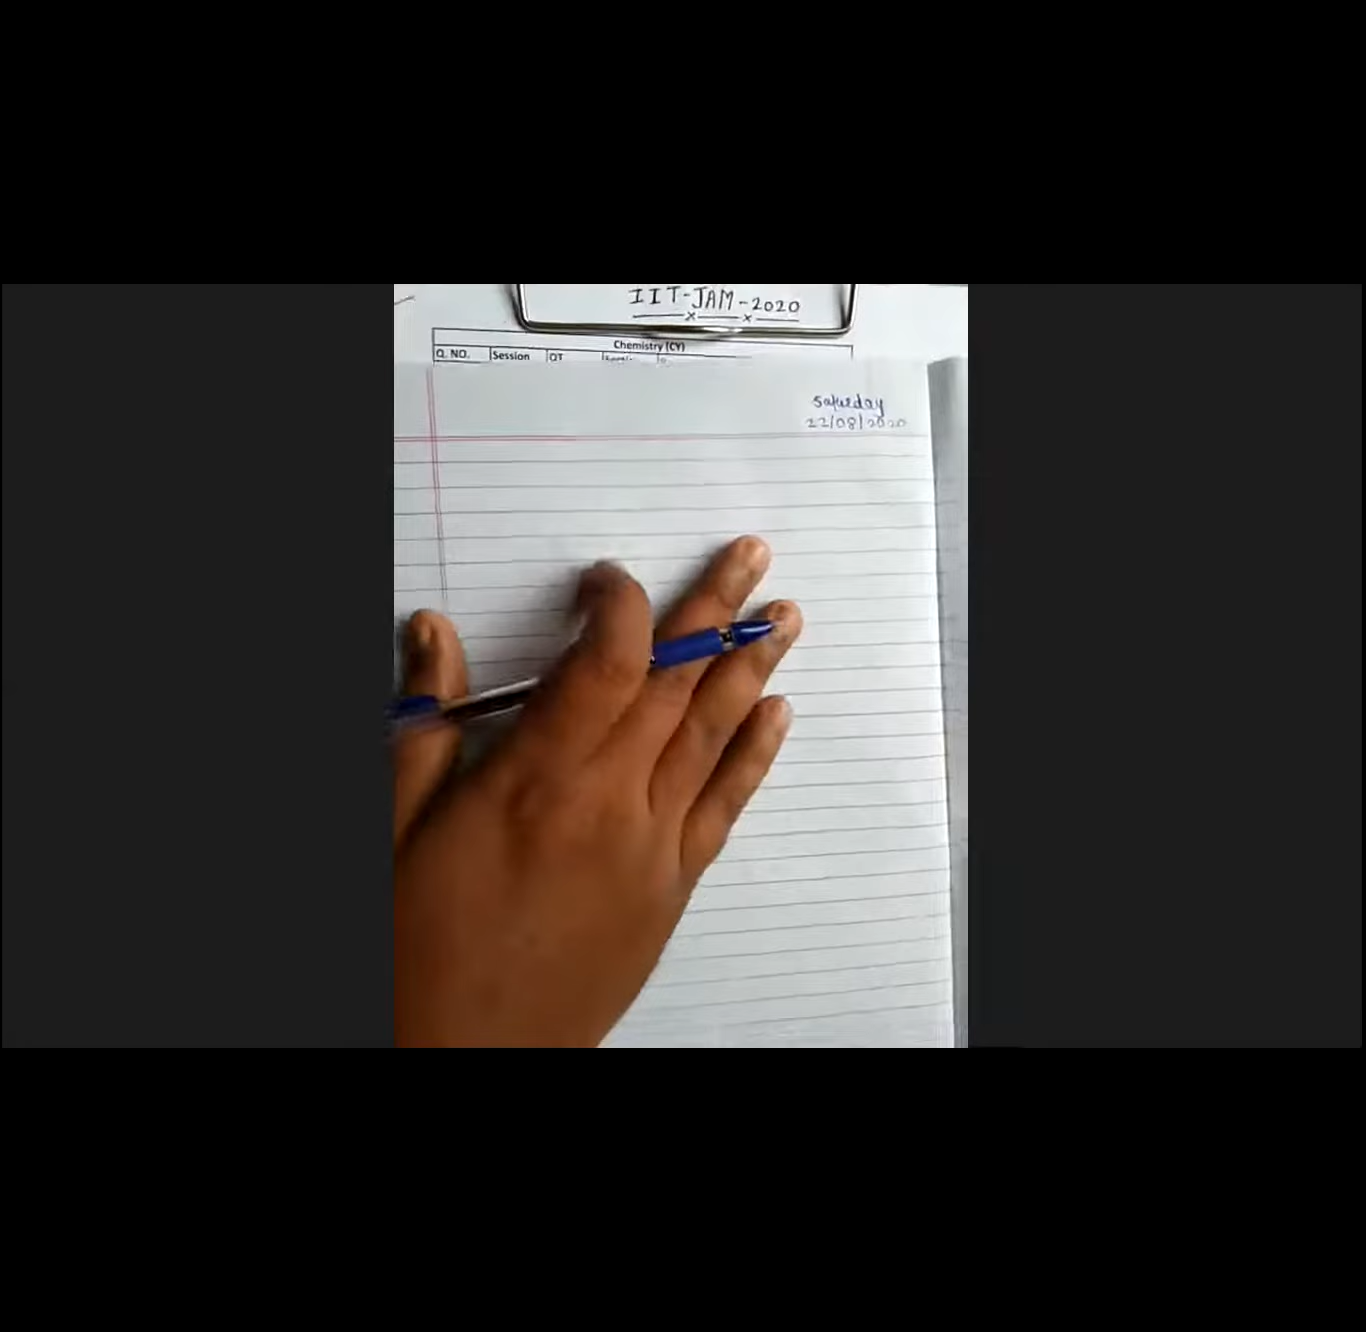 IIT-JAM-2020
Chemistry (CY)
Q. NO. Session QT
Saturday
22/08/2020